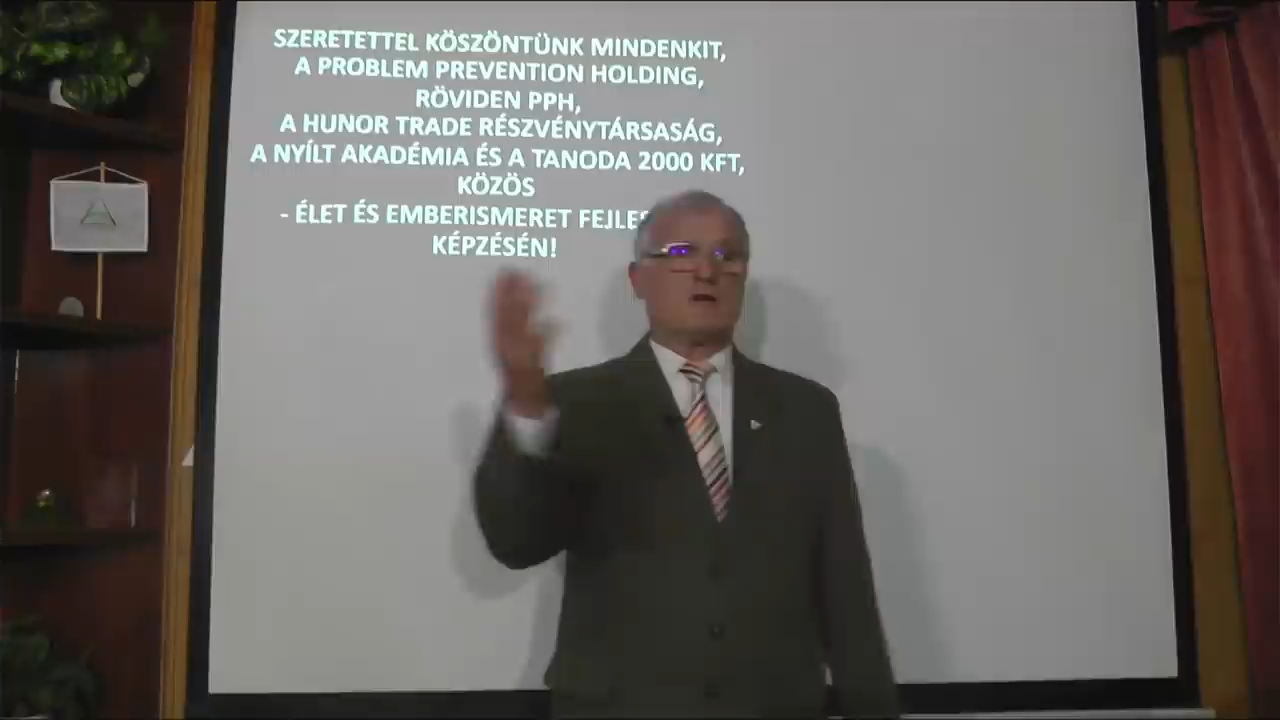 SZERETETTEL KÖSZÖNTÜNK MINDENKIT,
A PROBLEM PREVENTION HOLDING,
RÖVIDEN PPH,
A HUNOR TRADE RÉSZVÉNYTÁRSASÁG,
A NYÍLT AKADÉMIA ÉS A TANODA 2000 KFT,
KÖZÖS
- ÉLET ÉS EMBERISMERET
KÉPZÉSÉN!